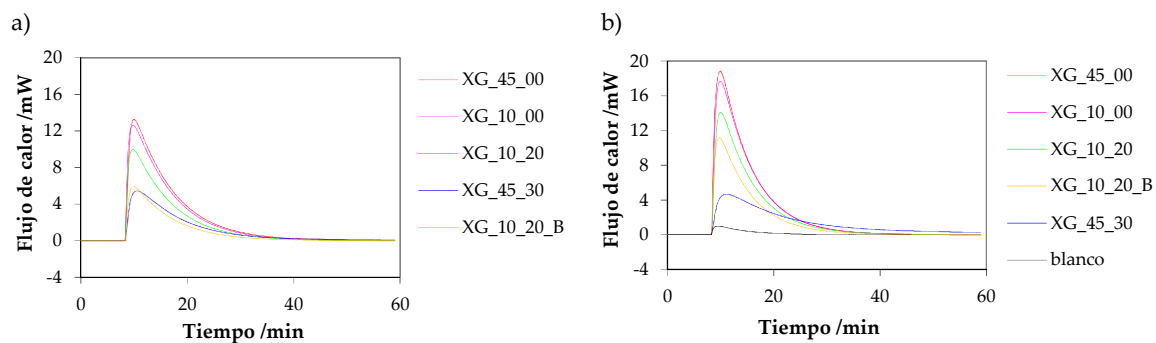 a)
20
16
12
8
4
0
-4
Flujo de calor /mW
0
20
40
60
Tiempo /min
XG_45_00
XG_10_00
XG_10_20
XG_45_30
XG_10_20_B
b)
20
16
12
8
4
0
-4
Flujo de calor /mW
0
20
40
60
Tiempo /min
XG_45_00
XG_10_00
XG_10_20
XG_10_20_B
XG_45_30
blanco